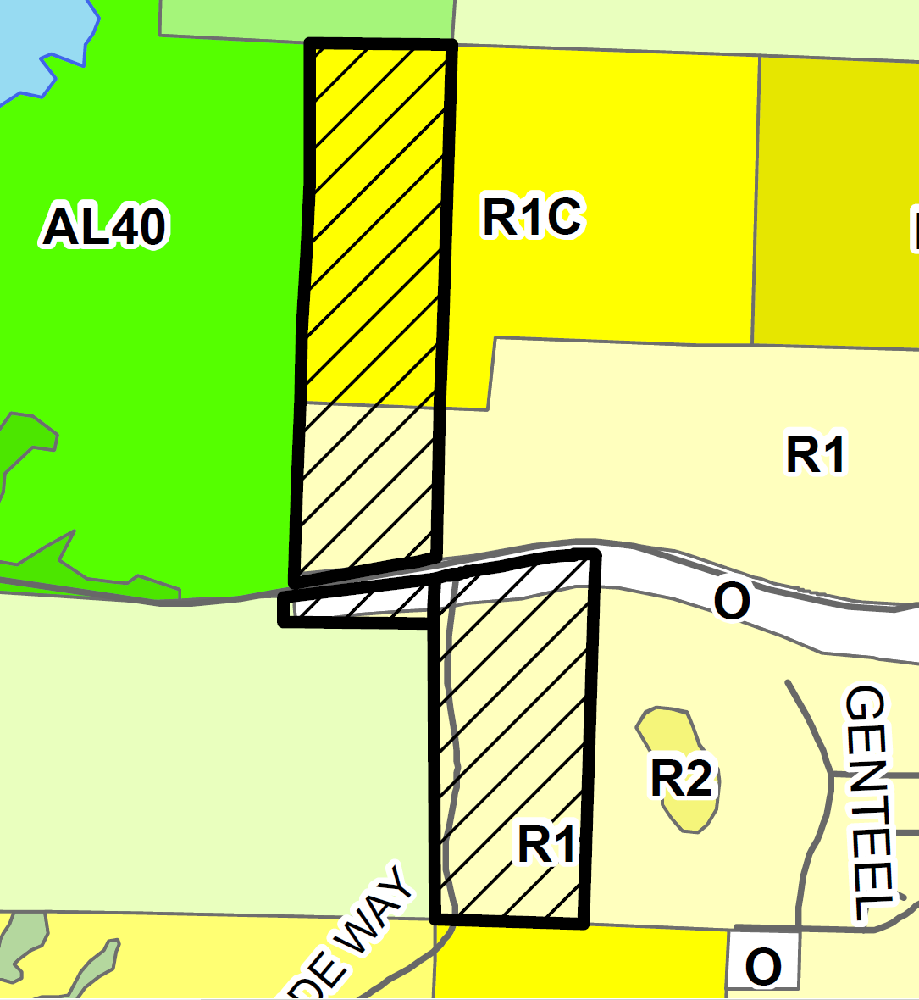 AL40
R1C
R1
O
GENTEEL
R2
R1
DE WAY
O